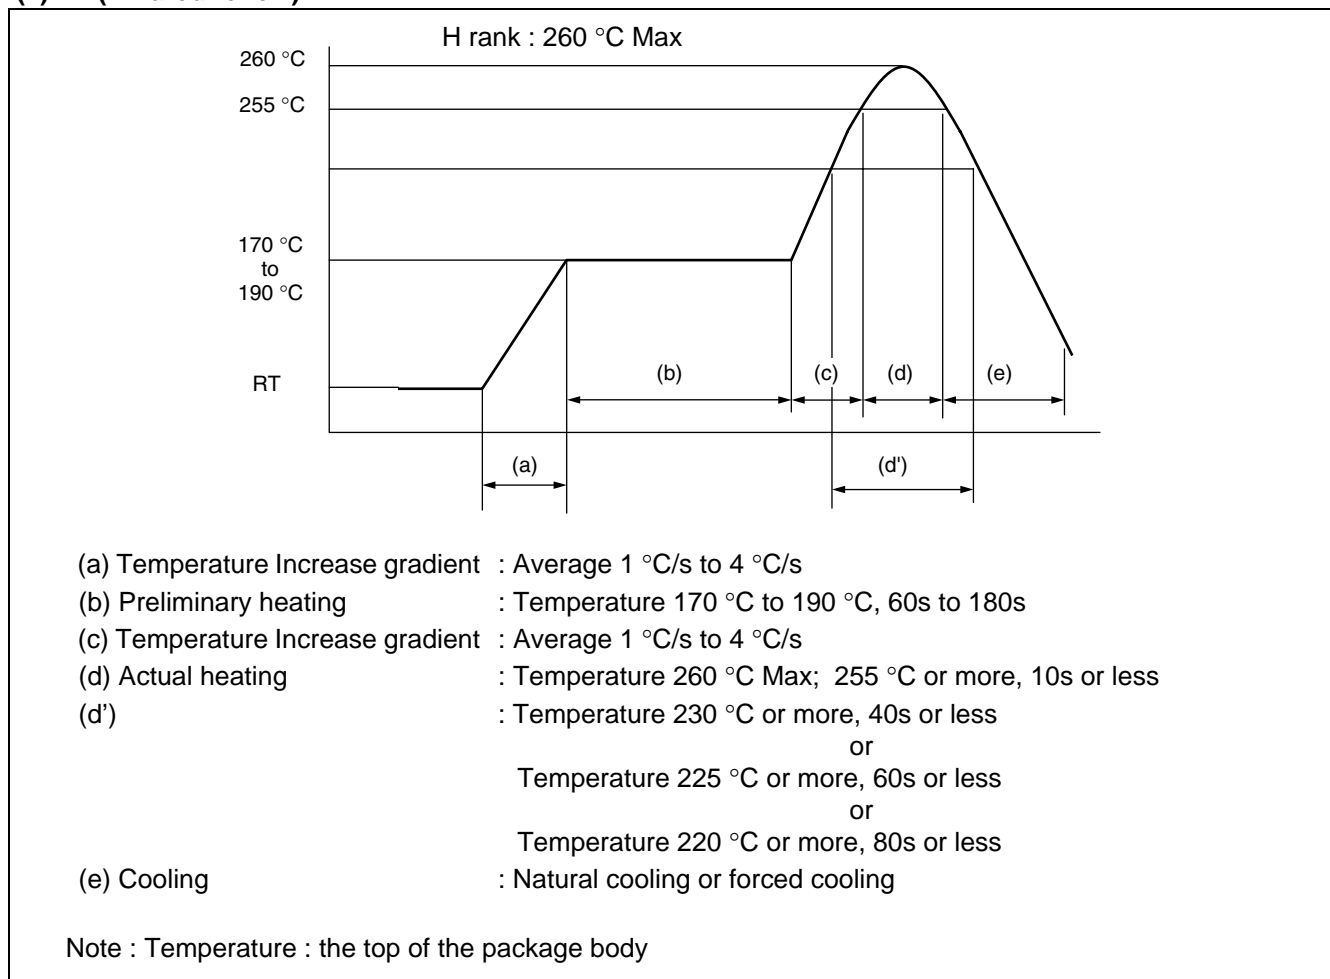 H rank : 260 °C Max
260 °C
255 °C
170 °C
to
190 °C
RT
(b)
(c)
(d)
(e)
(a)
(d')
(a) Temperature Increase gradient : Average 1 °C/s to 4 °C/s
(b) Preliminary heating : Temperature 170 °C to 190 °C, 60s to 180s
(c) Temperature Increase gradient : Average 1 °C/s to 4 °C/s
(d) Actual heating : Temperature 260 °C Max; 255 °C or more, 10s or less
(d’) : Temperature 230 °C or more, 40s or less
or
Temperature 225 °C or more, 60s or less
or
Temperature 220 °C or more, 80s or less
(e) Cooling : Natural cooling or forced cooling
Note : Temperature : the top of the package body